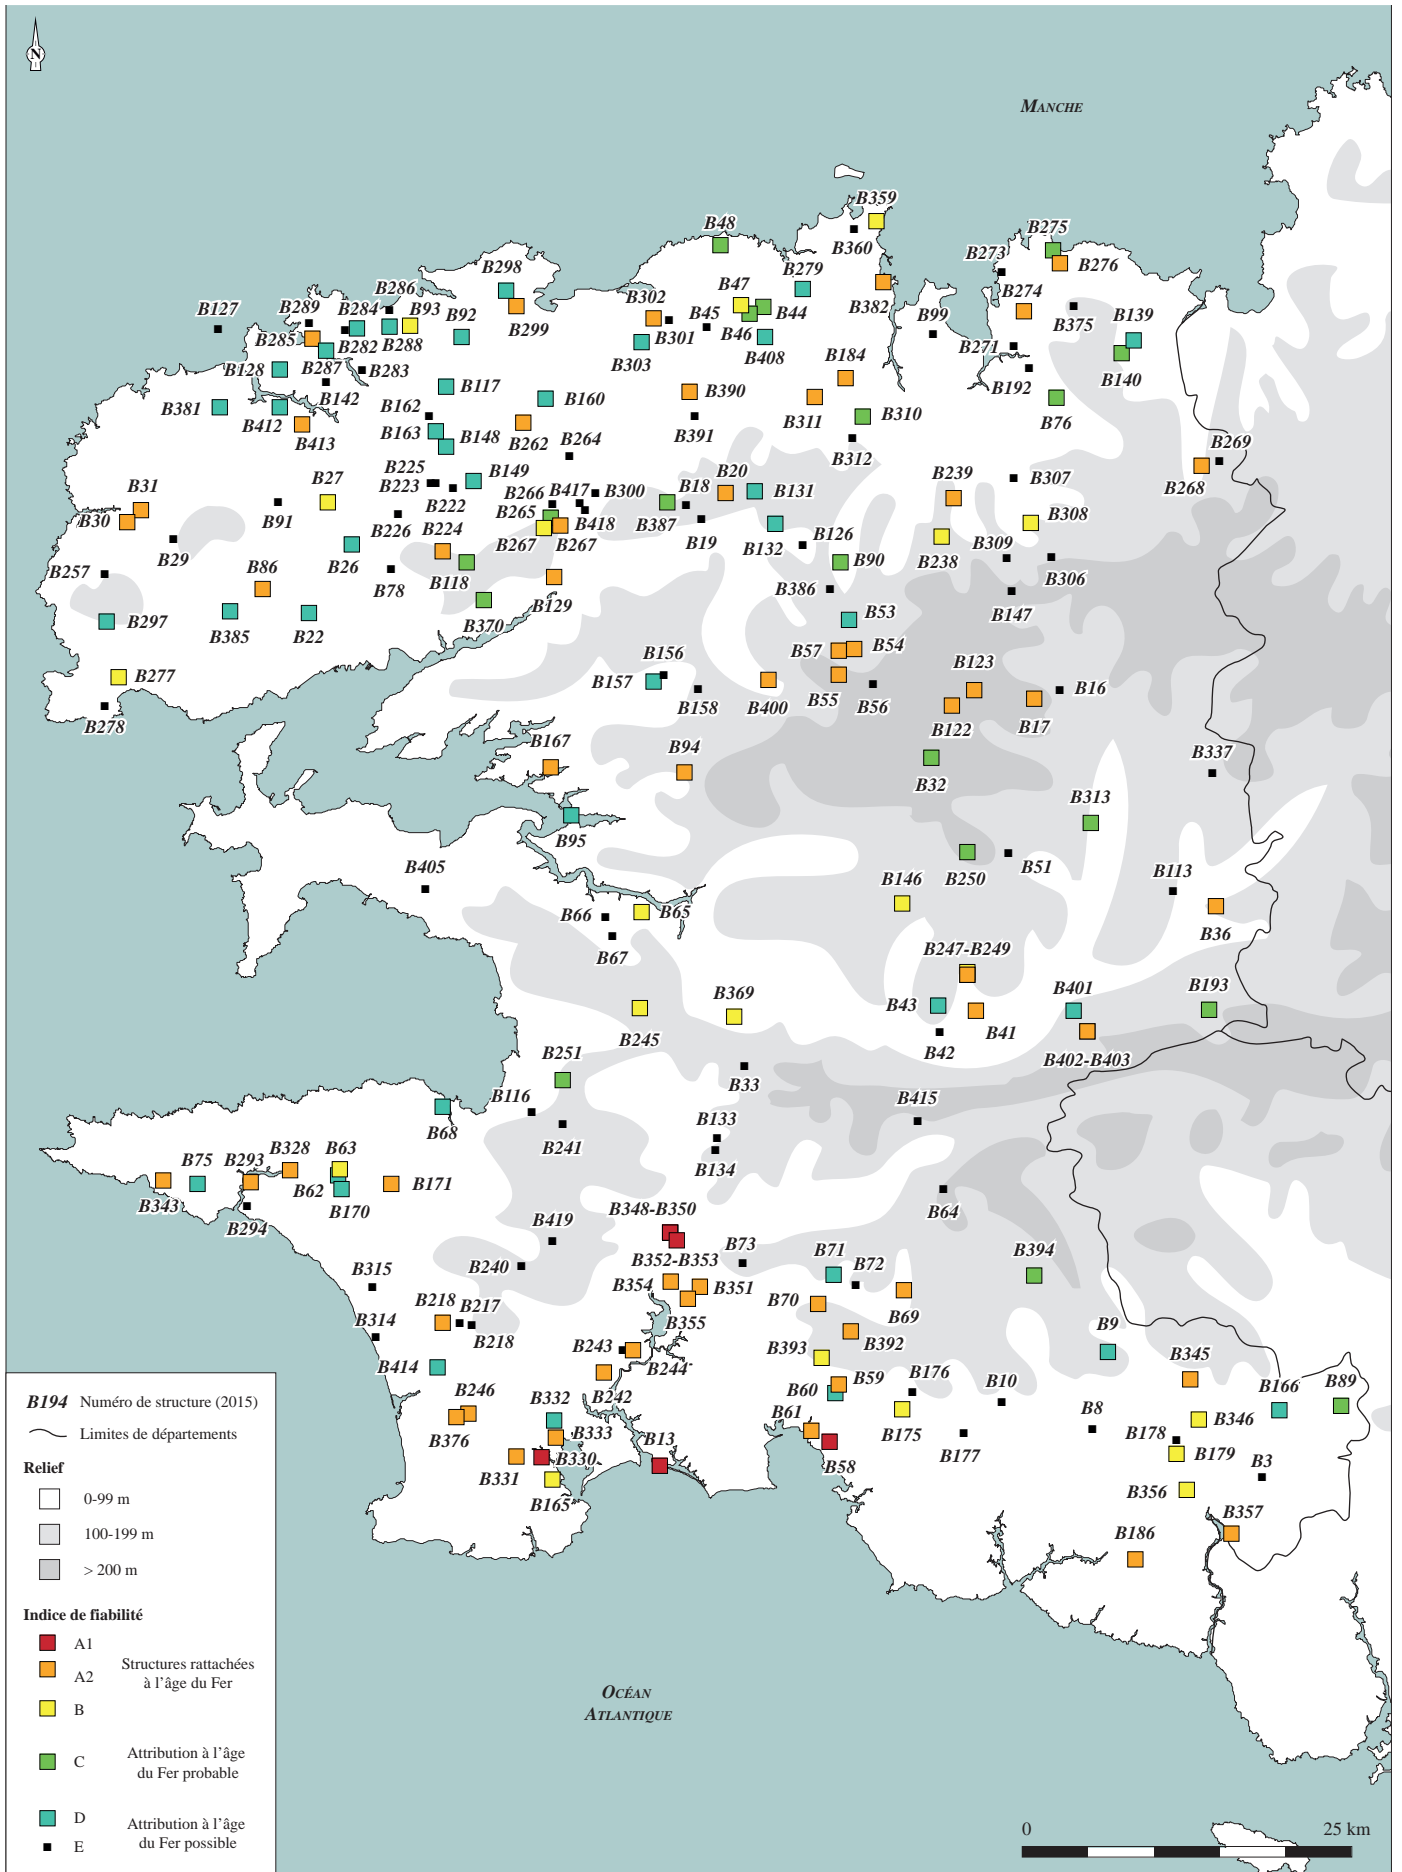 N
MANCHE
B359
B48
B360
B275
B273
B276
B298
B279
B286
B47
B289
B284
B93
B302
B382
B274
B127
B92
B45
B44
B99
B375
B139
B299
B46
B301
B285
B282
B288
B408
B271
B303
B128
B287
B283
B184
B140
B192
B117
B390
B142
B160
B381
B162
B311
B310
B76
B412
B391
B413
B163
B148
B262
B264
B312
B269
B225
B149
B20
B27
B223
B266
B417
B300
B18
B131
B239
B307
B268
B31
B222
B265
B308
B30
B91
B226
B418
B387
B224
B267
B267
B19
B132
B126
B309
B29
B238
B90
B26
B306
B257
B86
B118
B78
B386
B129
B147
B297
B385
B22
B370
B53
B57
B54
B156
B123
B277
B157
B16
B158
B400
B55
B56
B278
B122
B17
B167
B94
B337
B32
B313
B95
B405
B51
B250
B146
B113
B66
B65
B36
B67
B247-B249
B369
B43
B401
B193
B245
B41
B42
B402-B403
B251
B33
B116
B415
B68
B241
B133
B134
B63
B328
B293
B75
B62
B171
B343
B170
B64
B294
B348-B350
B419
B73
B71
B72
B394
B352-B353
B240
B315
B354
B351
B70
B69
B218
B217
B314
B218
B355
B392
B9
B243
B393
B345
B414
B244
B59
B176
B166
B89
B242
B60
B10
B246
B332
B61
B8
B346
B376
B333
B13
B175
B178
B177
B179
B3
B331
B330
B58
B165
B356
B357
B186
B194 Numéro de structure (2015)
Limites de départements
Relief
0-99 m
100-199 m
> 200 m
Indice de fiabilité
A1
A2
Structures rattachées
à l'âge du Fer
B
C
Attribution à l'âge
du Fer probable
D
E
Attribution à l'âge
du Fer possible
OCÉAN
ATLANTIQUE
0 25 km